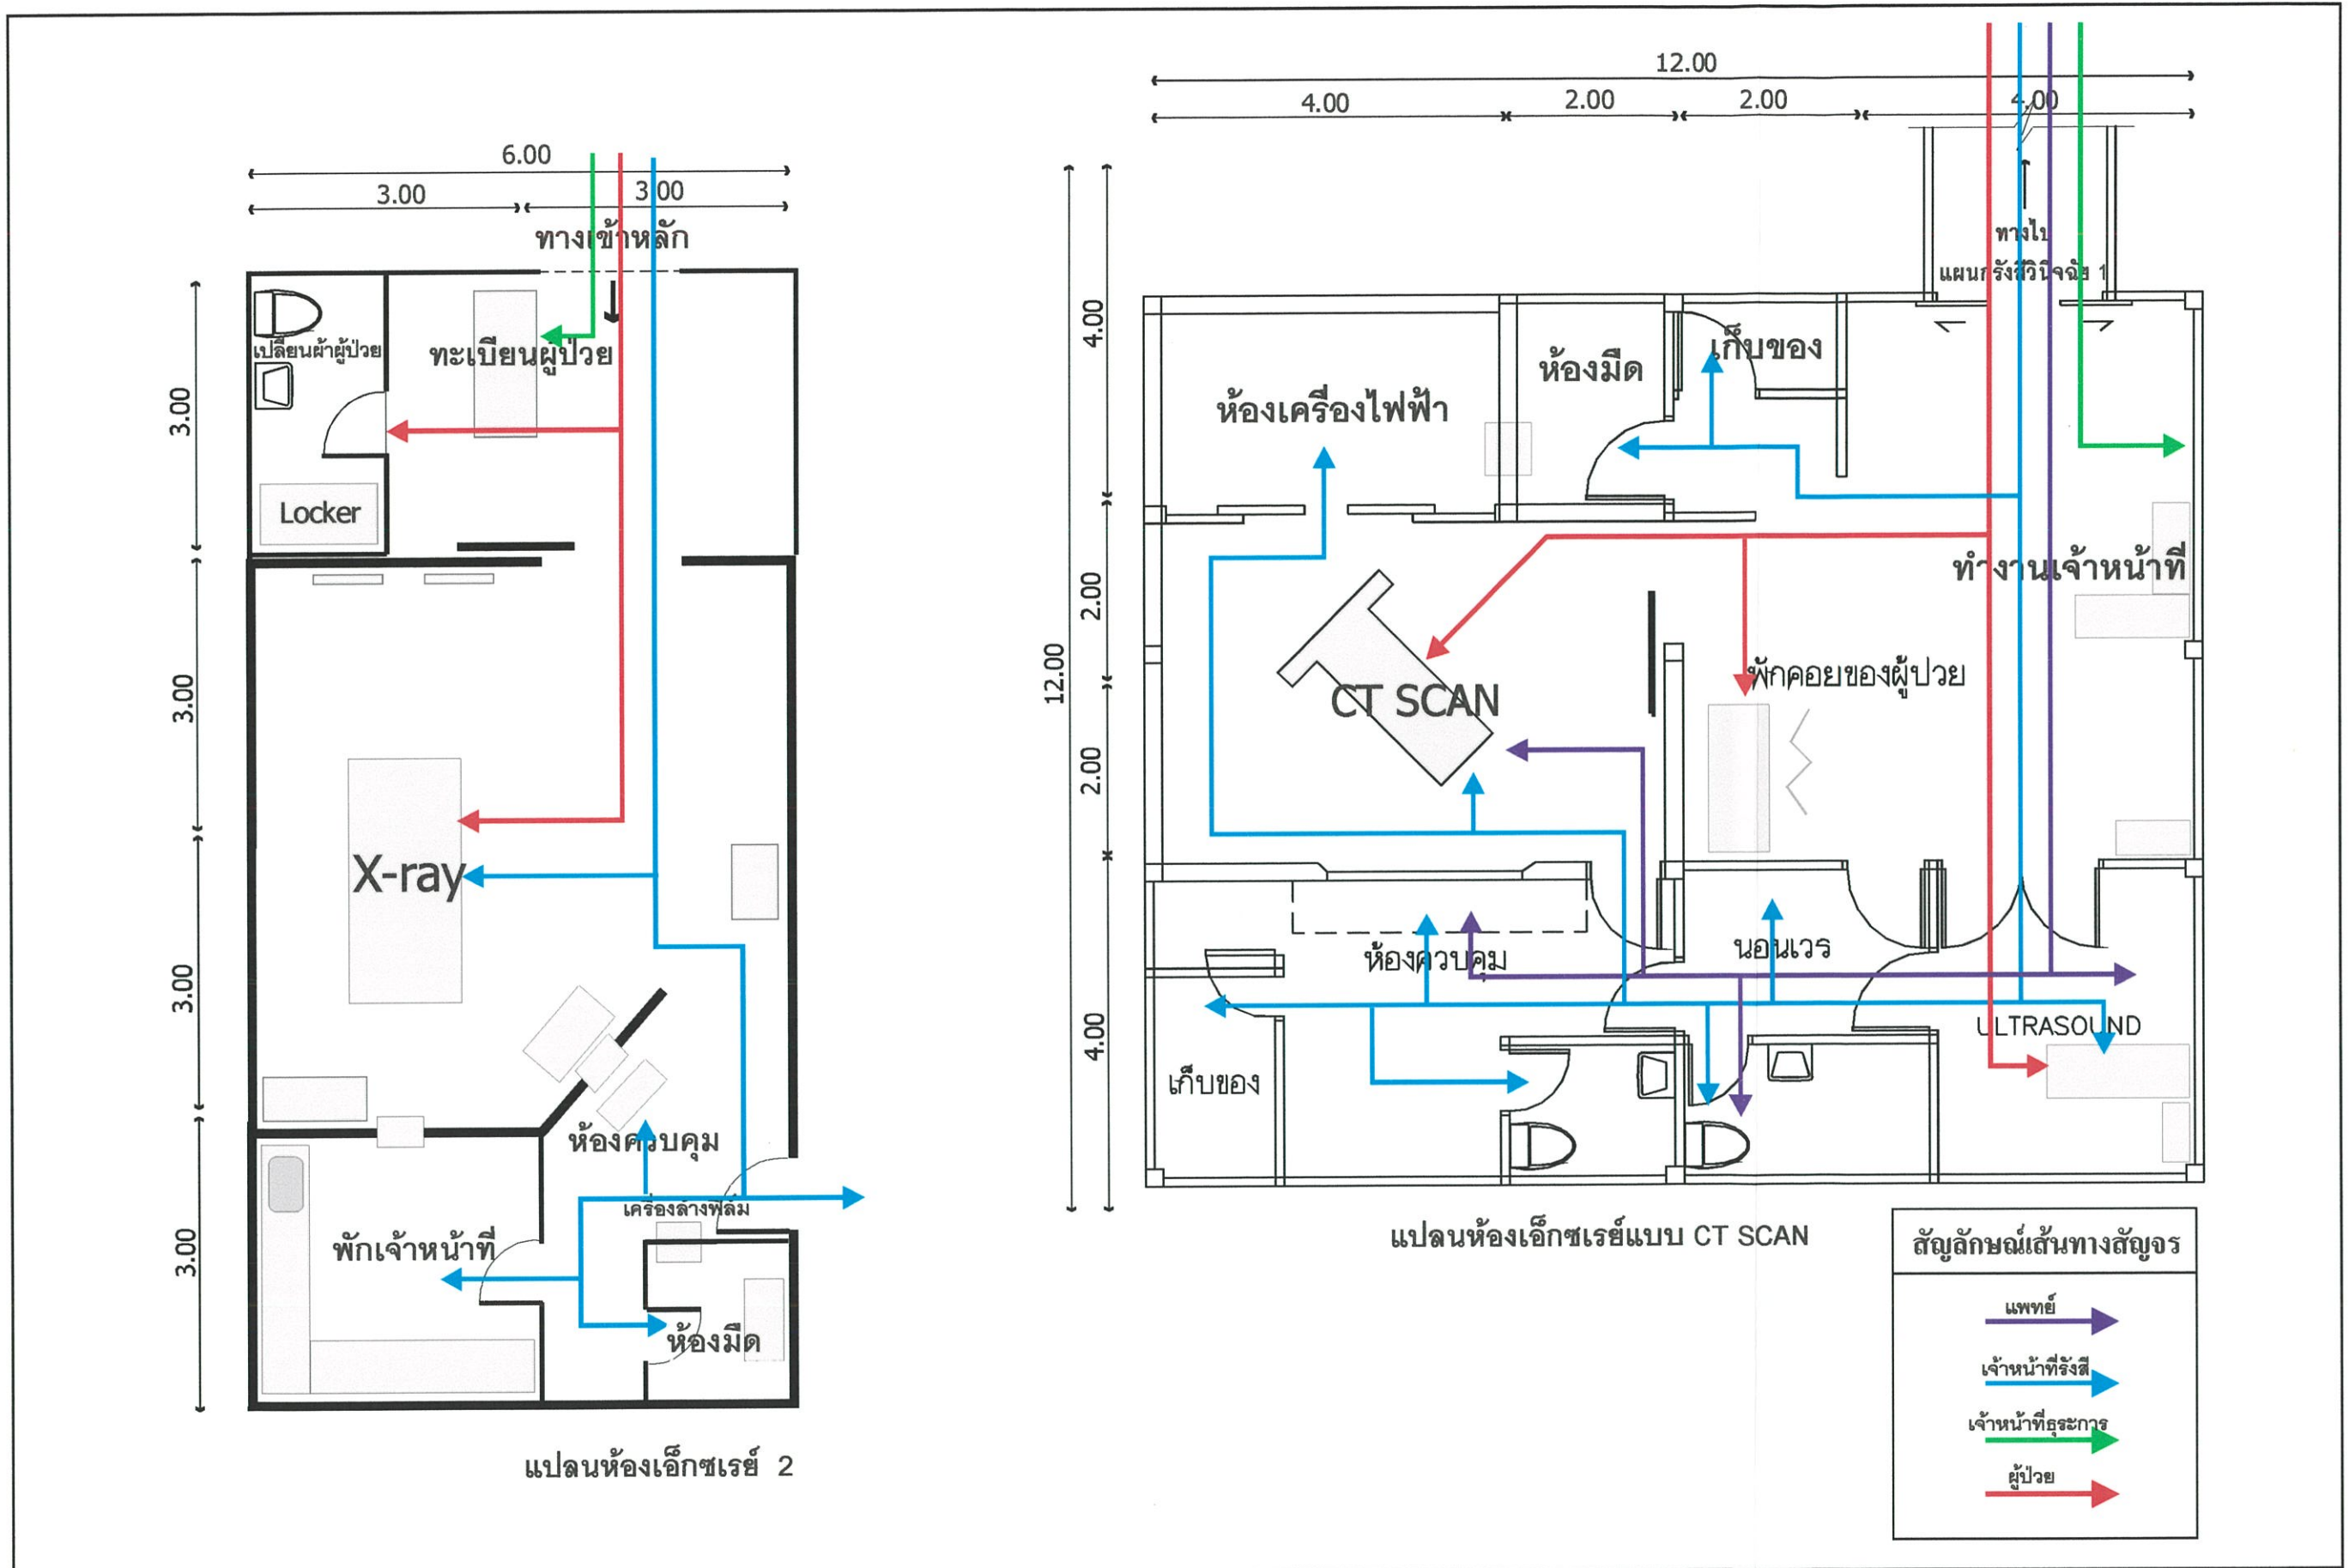 6.00
3.00
3.00
ทางเข้าหลัก
เปลี่ยนผ้าผู้ป่วย
ทะเบียนผู้ป่วย
Locker
3.00
3.00
3.00
3.00
X-ray
ห้องควบคุม
เครื่องล้างฟิล์ม
พักเจ้าหน้าที่
ห้องมืด
แปลนห้องเอ็กซเรย์ 2
12.00
4.00
2.00
2.00
4.00
ทางไป
แผนกรังสีวินิจฉัย 1
12.00
4.00
2.00
2.00
4.00
ห้องเครื่องไฟฟ้า
ห้องมืด
เก็บของ
ทำงานเจ้าหน้าที่
CT SCAN
พักคอยของผู้ป่วย
ห้องควบคุม
นอนเวร
ULTRASOUND
เก็บของ
แปลนห้องเอ็กซเรย์แบบ CT SCAN
สัญลักษณ์เส้นทางสัญจร
แพทย์
เจ้าหน้าที่รังสี
เจ้าหน้าที่ธุระการ
ผู้ป่วย